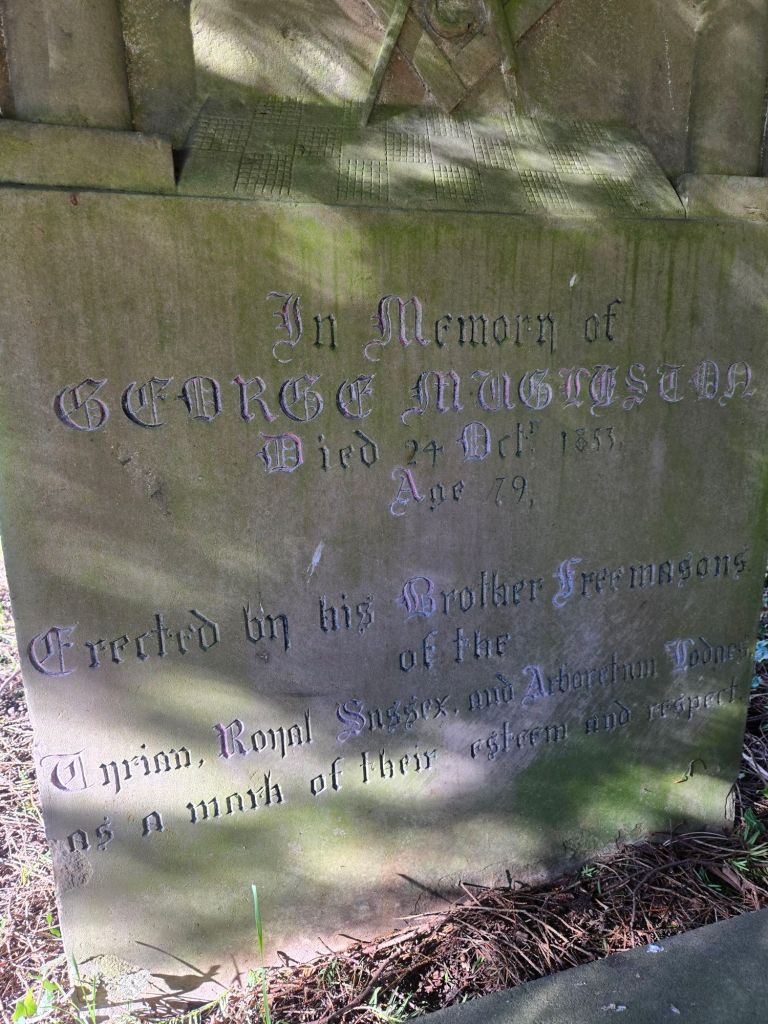 In Memory of
GEORGE MUGLISTON
Died 24 Octr. 1853,
Age 79,
Erected by his Brother Freemasons
of the
Tyrian, Royal Sussex, and Arboretum Lodges,
as a mark of their esteem and respect